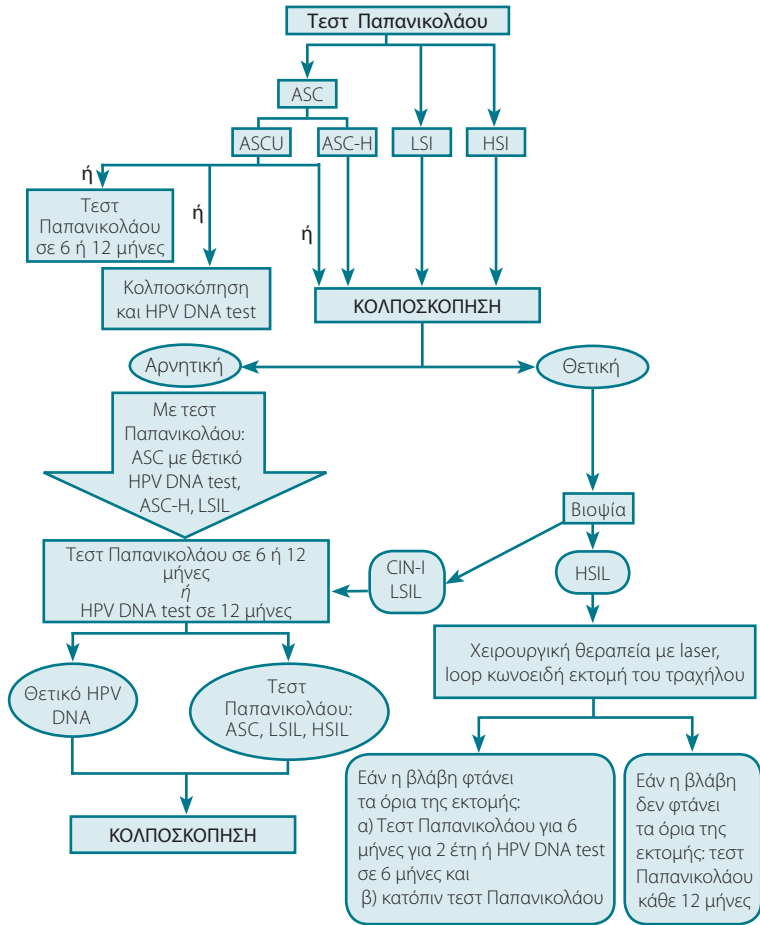 Τεστ Παπανικολάου
ASC
ASCU
ASC-H
LSI
HSI
ή
ή
ή
Τεστ
Παπανικολάου
σε 6 ή 12 μήνες
Κολποσκόπηση
και HPV DNA test
ΚΟΛΠΟΣΚΟΠΗΣΗ
Αρνητική
Θετική
Με τεστ
Παπανικολάου:
ASC με θετικό
HPV DNA test,
ASC-H, LSIL
Βιοψία
Τεστ Παπανικολάου σε 6 ή 12
μήνες
ή
HPV DNA test σε 12 μήνες
CIN-I
LSIL
HSIL
Χειρουργική θεραπεία με laser,
loop κωνοειδή εκτομή του τραχήλου
Θετικό HPV
DNA
Τεστ
Παπανικολάου:
ASC, LSIL, HSIL
ΚΟΛΠΟΣΚΟΠΗΣΗ
Εάν η βλάβη φτάνει
τα όρια της εκτομής:
α) Τεστ Παπανικολάου για 6
μήνες για 2 έτη ή HPV DNA test
σε 6 μήνες και
β) κατόπιν τεστ Παπανικολάου
Εάν η βλάβη
δεν φτάνει
τα όρια της
εκτομής: τεστ
Παπανικολάου
κάθε 12 μήνες